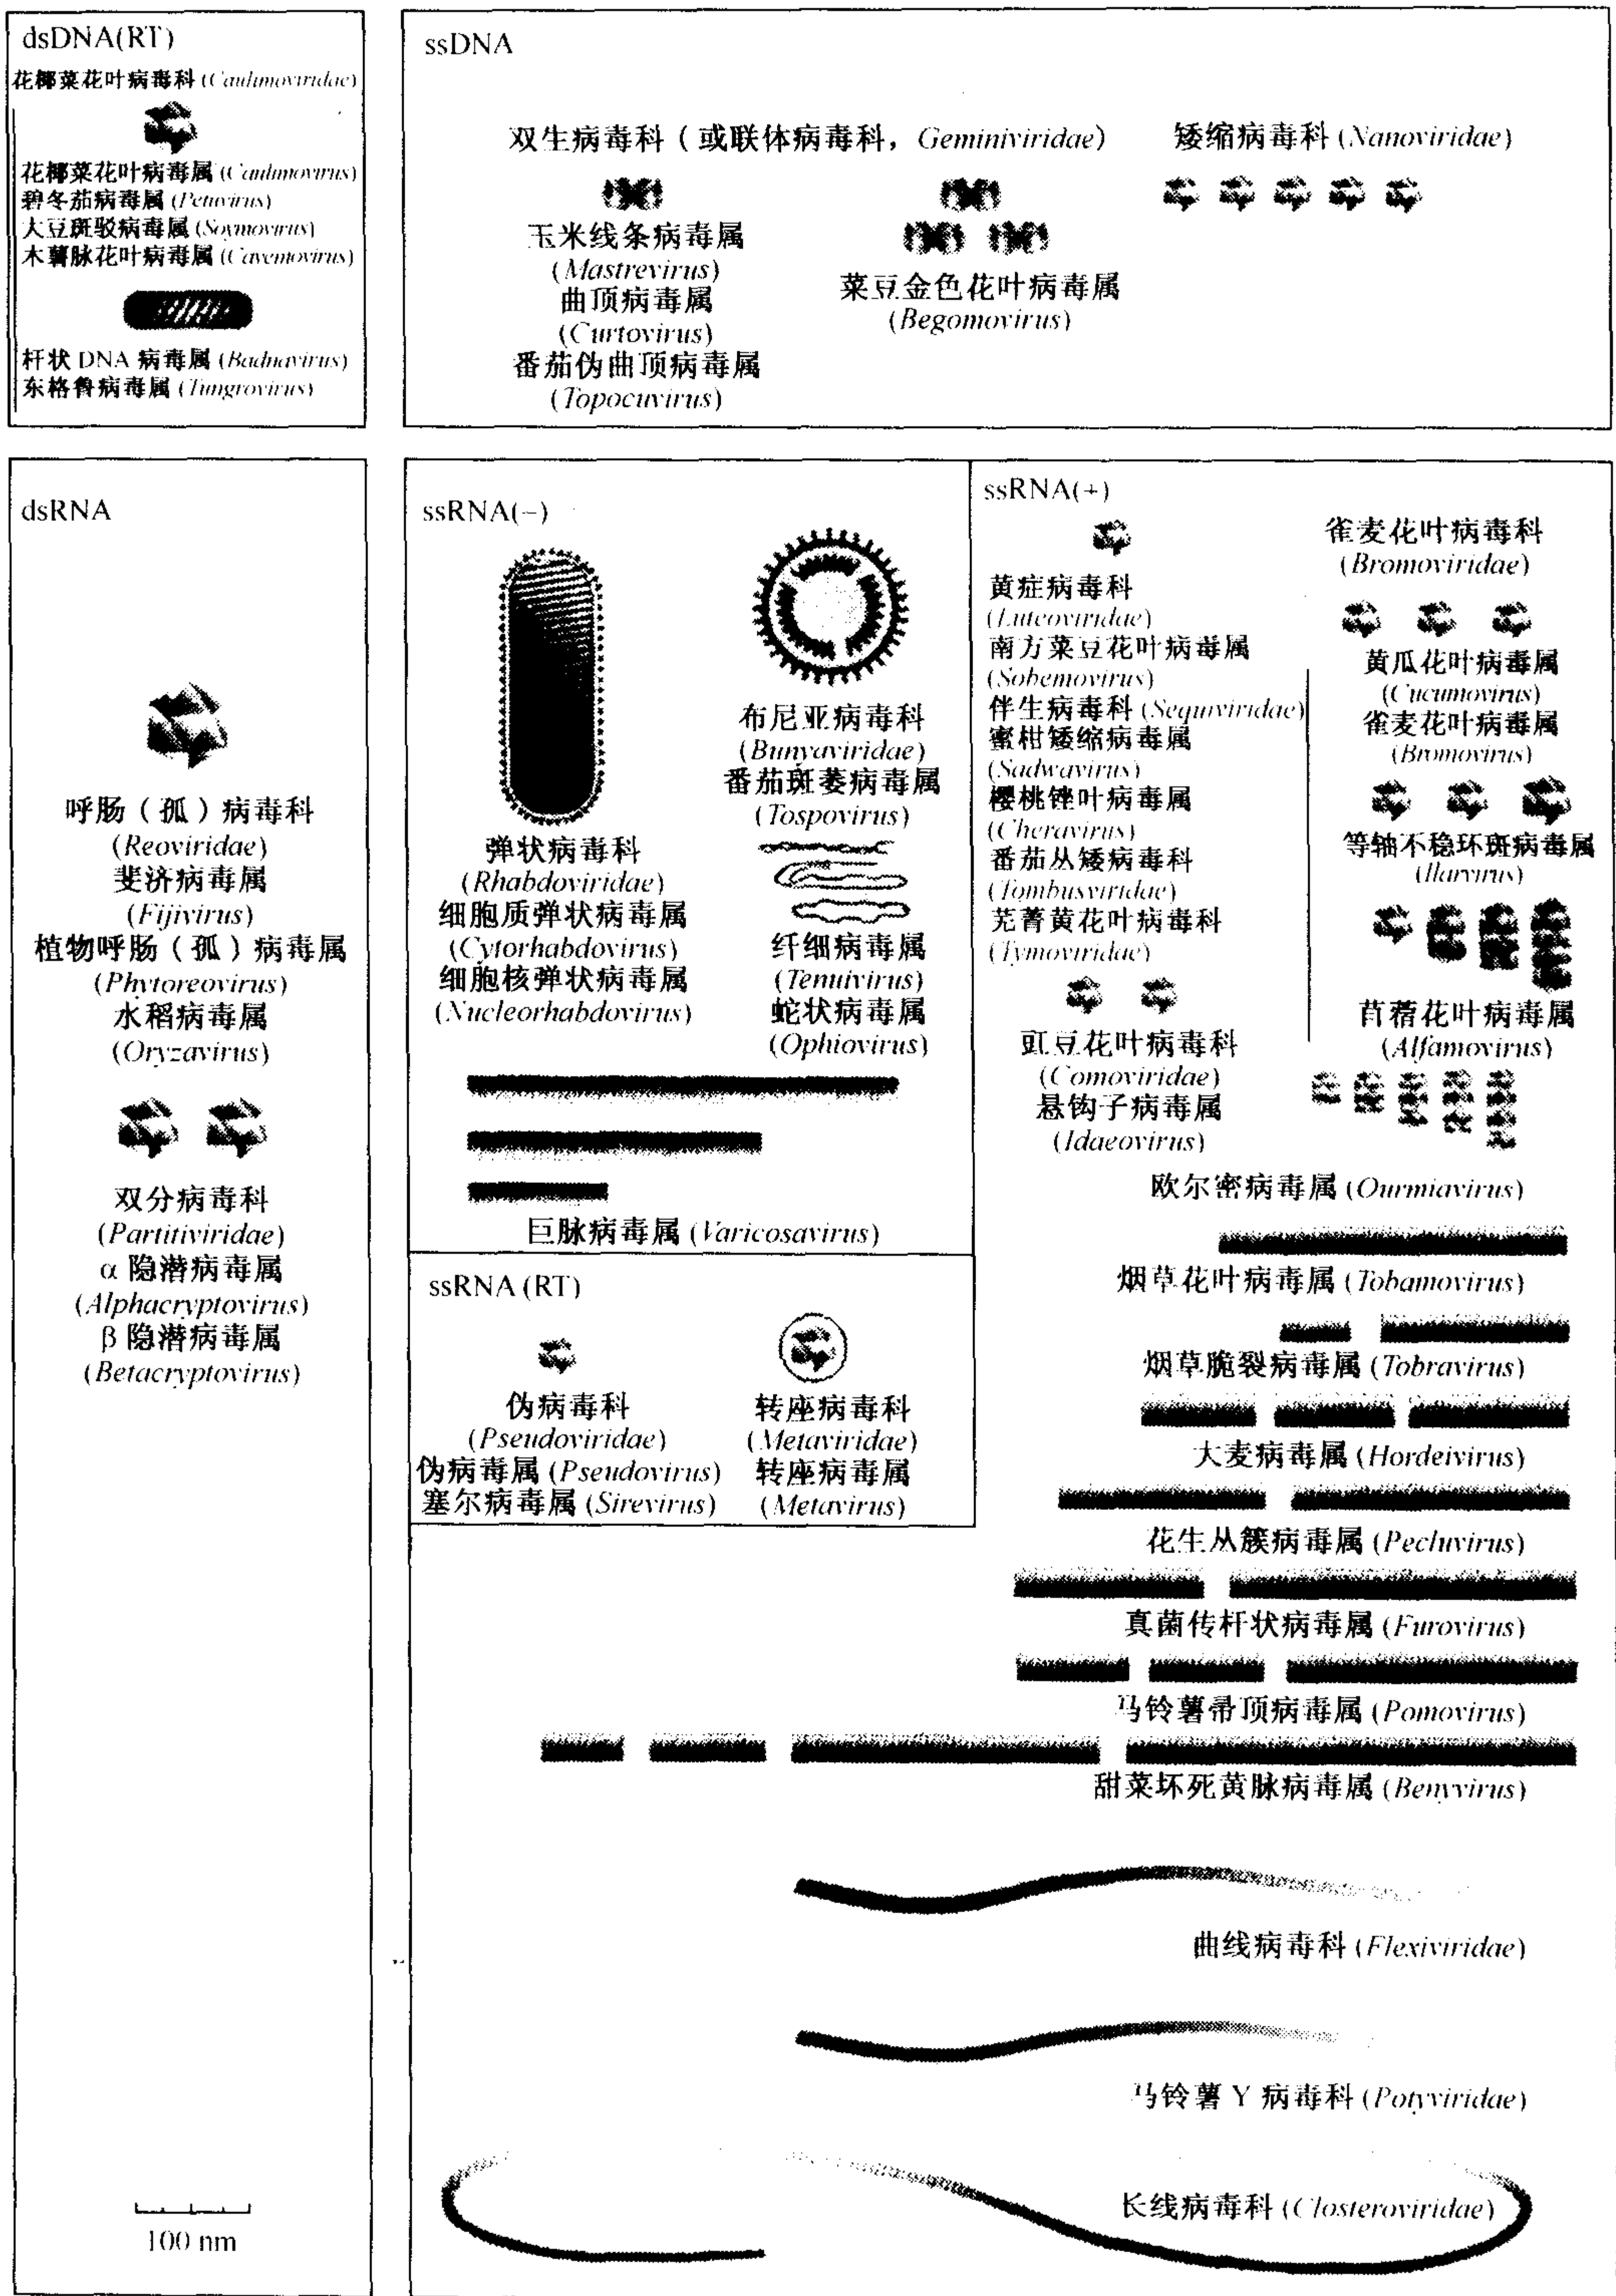 dsDNA(RT)
花椰菜花叶病毒科 (Caulimoviridae)
花椰菜花叶病毒属 (Caulimovirus)
碧冬茄病毒属 (Petuvirus)
大豆斑驳病毒属 (Soymovirus)
木薯脉花叶病毒属 (Cavemovirus)
杆状 DNA 病毒属 (Badnavirus)
东格鲁病毒属 (Tungrovirus)
ssDNA
双生病毒科（或联体病毒科，Geminiviridae）
玉米线条病毒属
(Mastrevirus)
曲顶病毒属
(Curtovirus)
番茄伪曲顶病毒属
(Topocuvirus)
菜豆金色花叶病毒属
(Begomovirus)
矮缩病毒科 (Nanoviridae)
dsRNA
呼肠（孤）病毒科
(Reoviridae)
斐济病毒属
(Fijivirus)
植物呼肠（孤）病毒属
(Phytoreovirus)
水稻病毒属
(Oryzavirus)
双分病毒科
(Partitiviridae)
α 隐潜病毒属
(Alphacryptovirus)
β 隐潜病毒属
(Betacryptovirus)
100 nm
ssRNA(−)
弹状病毒科
(Rhabdoviridae)
细胞质弹状病毒属
(Cytorhabdovirus)
细胞核弹状病毒属
(Nucleorhabdovirus)
布尼亚病毒科
(Bunyaviridae)
番茄斑萎病毒属
(Tospovirus)
纤细病毒属
(Tenuivirus)
蛇状病毒属
(Ophiovirus)
巨脉病毒属 (Varicosavirus)
ssRNA (RT)
伪病毒科
(Pseudoviridae)
伪病毒属 (Pseudovirus)
塞尔病毒属 (Sirevirus)
转座病毒科
(Metaviridae)
转座病毒属
(Metavirus)
ssRNA(+)
黄症病毒科
(Luteoviridae)
南方菜豆花叶病毒属
(Sobemovirus)
伴生病毒科 (Sequiviridae)
蜜柑矮缩病毒属
(Sadwavirus)
樱桃锉叶病毒属
(Cheravirus)
番茄丛矮病毒科
(Tombusviridae)
芜菁黄花叶病毒科
(Tymoviridae)
豇豆花叶病毒科
(Comoviridae)
悬钩子病毒属
(Idaeovirus)
雀麦花叶病毒科
(Bromoviridae)
黄瓜花叶病毒属
(Cucumovirus)
雀麦花叶病毒属
(Bromovirus)
等轴不稳环斑病毒属
(Ilarvirus)
苜蓿花叶病毒属
(Alfamovirus)
欧尔密病毒属 (Ourmiavirus)
烟草花叶病毒属 (Tobamovirus)
烟草脆裂病毒属 (Tobravirus)
大麦病毒属 (Hordeivirus)
花生丛簇病毒属 (Pecluvirus)
真菌传杆状病毒属 (Furovirus)
马铃薯帚顶病毒属 (Pomovirus)
甜菜坏死黄脉病毒属 (Benyvirus)
曲线病毒科 (Flexiviridae)
马铃薯 Y 病毒科 (Potyviridae)
长线病毒科 (Closteroviridae)